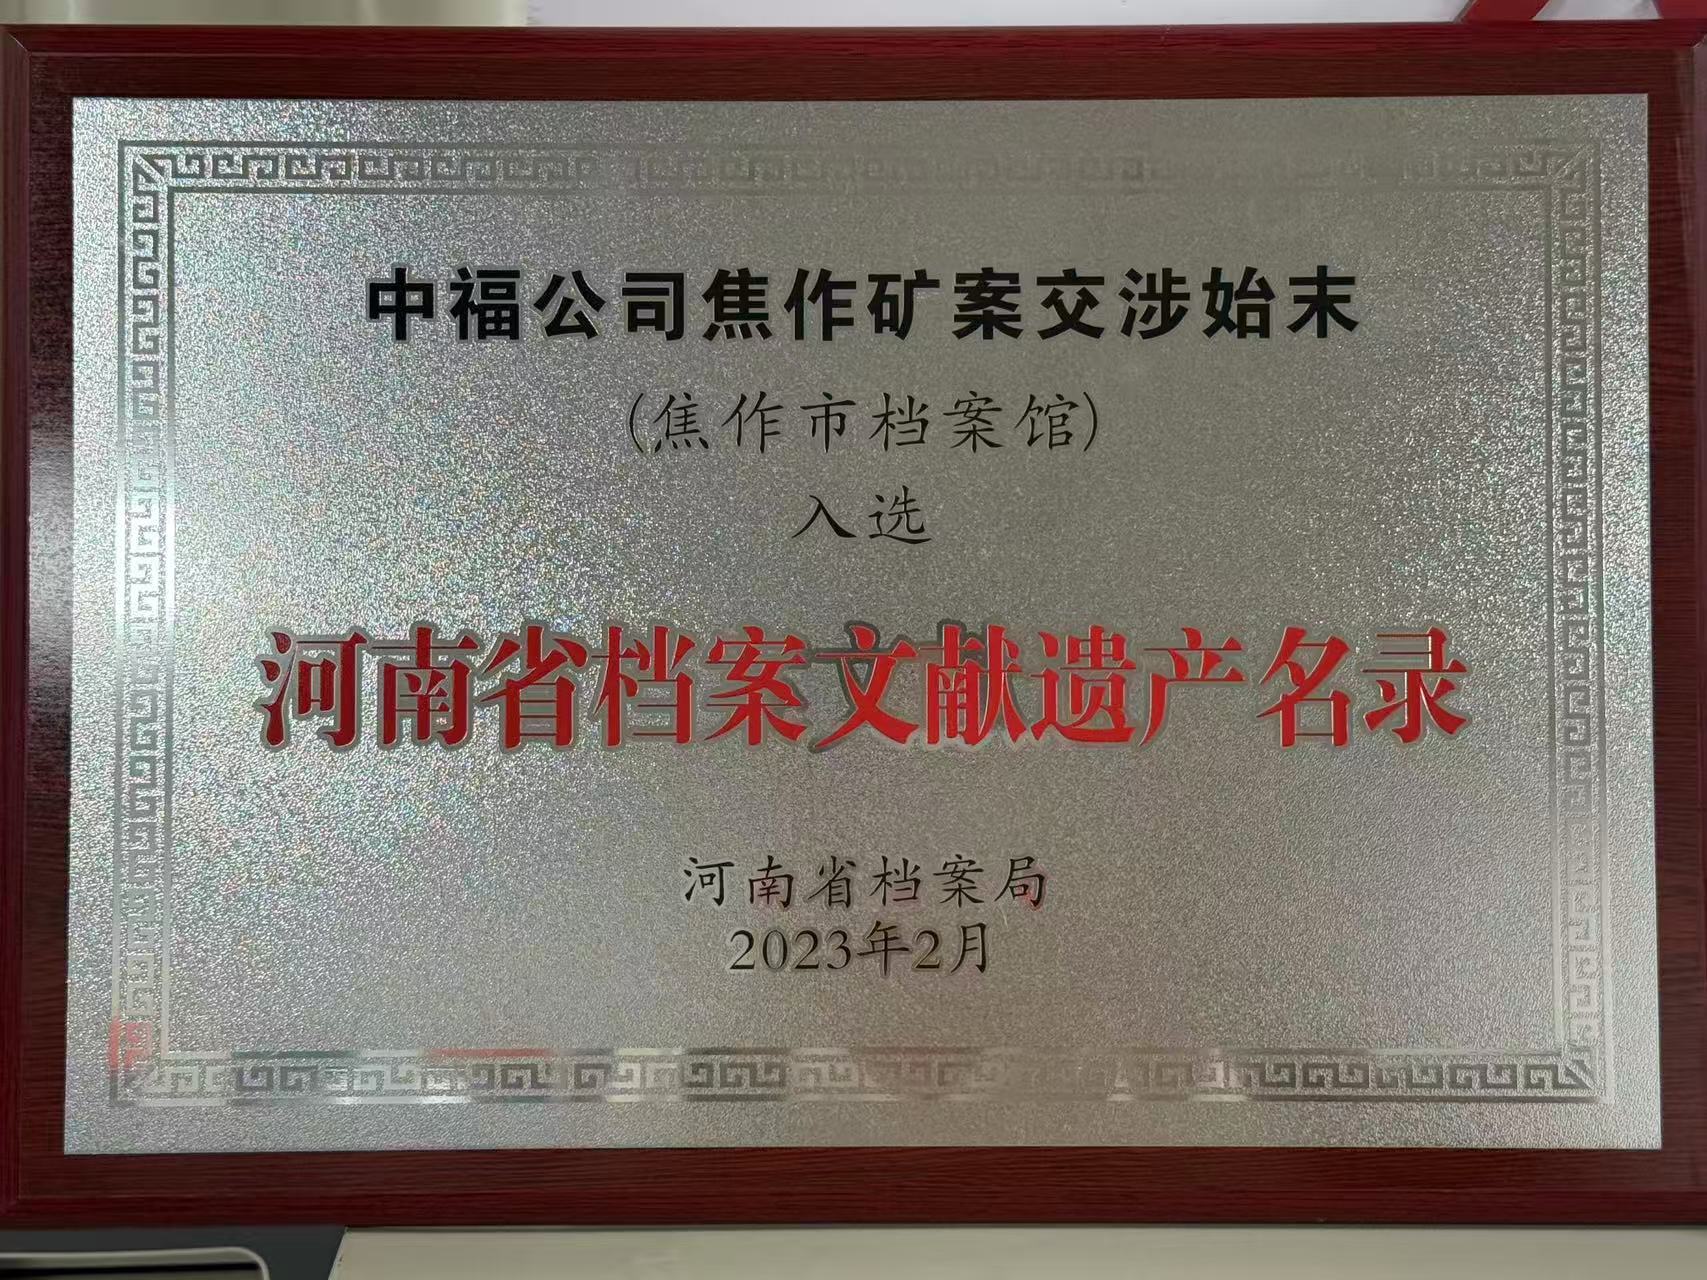 中福公司焦作矿案交涉始末
(焦作市档案馆)
入选
河南省档案文献遗产名录
河南省档案局
2023年2月